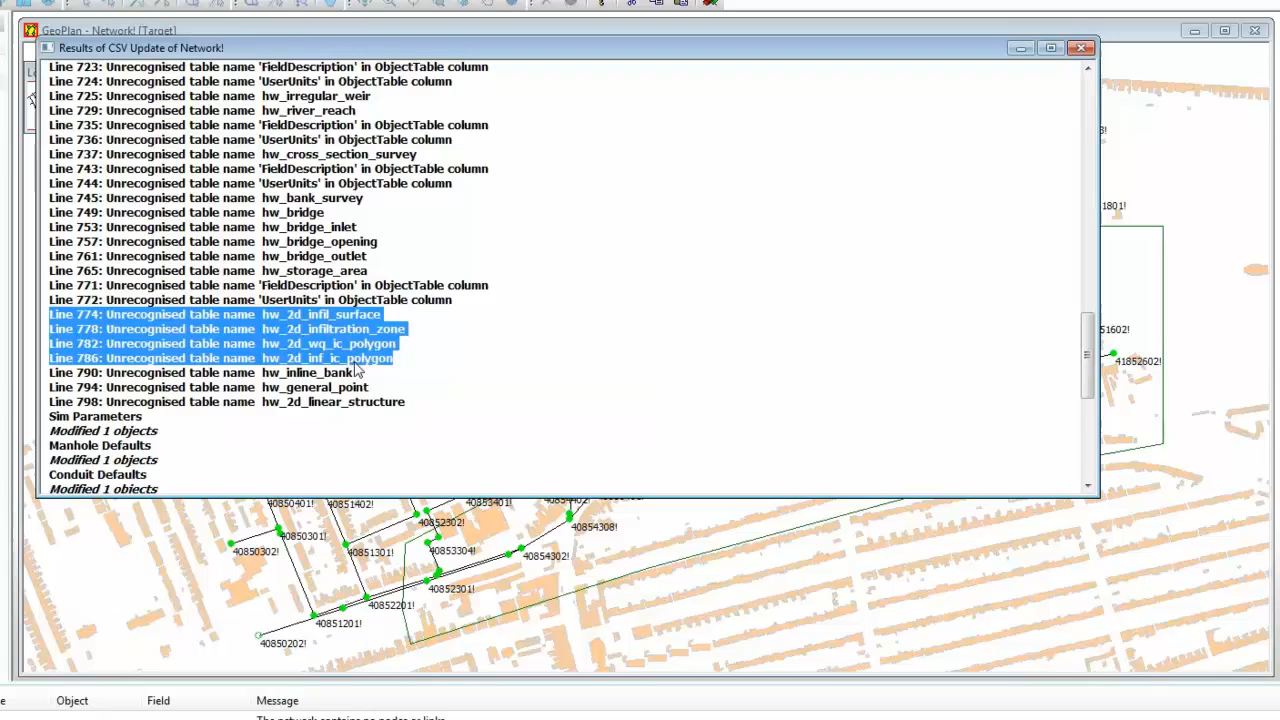 GeoPlan - Network! [Target]
Results of CSV Update of Network!
Line 723: Unrecognised table name 'FieldDescription' in ObjectTable column
Line 724: Unrecognised table name 'UserUnits' in ObjectTable column
Line 725: Unrecognised table name hw_irregular_weir
Line 729: Unrecognised table name hw_river_reach
Line 735: Unrecognised table name 'FieldDescription' in ObjectTable column
Line 736: Unrecognised table name 'UserUnits' in ObjectTable column
Line 737: Unrecognised table name hw_cross_section_survey
Line 743: Unrecognised table name 'FieldDescription' in ObjectTable column
Line 744: Unrecognised table name 'UserUnits' in ObjectTable column
Line 745: Unrecognised table name hw_bank_survey
Line 749: Unrecognised table name hw_bridge
Line 753: Unrecognised table name hw_bridge_inlet
Line 757: Unrecognised table name hw_bridge_opening
Line 761: Unrecognised table name hw_bridge_outlet
Line 765: Unrecognised table name hw_storage_area
Line 771: Unrecognised table name 'FieldDescription' in ObjectTable column
Line 772: Unrecognised table name 'UserUnits' in ObjectTable column
Line 774: Unrecognised table name hw_2d_infil_surface
Line 778: Unrecognised table name hw_2d_infiltration_zone
Line 782: Unrecognised table name hw_2d_wq_ic_polygon
Line 786: Unrecognised table name hw_2d_inf_ic_polygon
Line 790: Unrecognised table name hw_inline_bank
Line 794: Unrecognised table name hw_general_point
Line 798: Unrecognised table name hw_2d_linear_structure
Sim Parameters
Modified 1 objects
Manhole Defaults
Modified 1 objects
Conduit Defaults
Modified 1 objects
1801!
51602!
41852602!
40850401!
40851402!
40853401!
40852302!
40854308!
40850301!
40850302!
40851301!
40853304!
40854302!
40852301!
40852201!
40851201!
40850202!
Object Field Message
The network contains no nodes or links